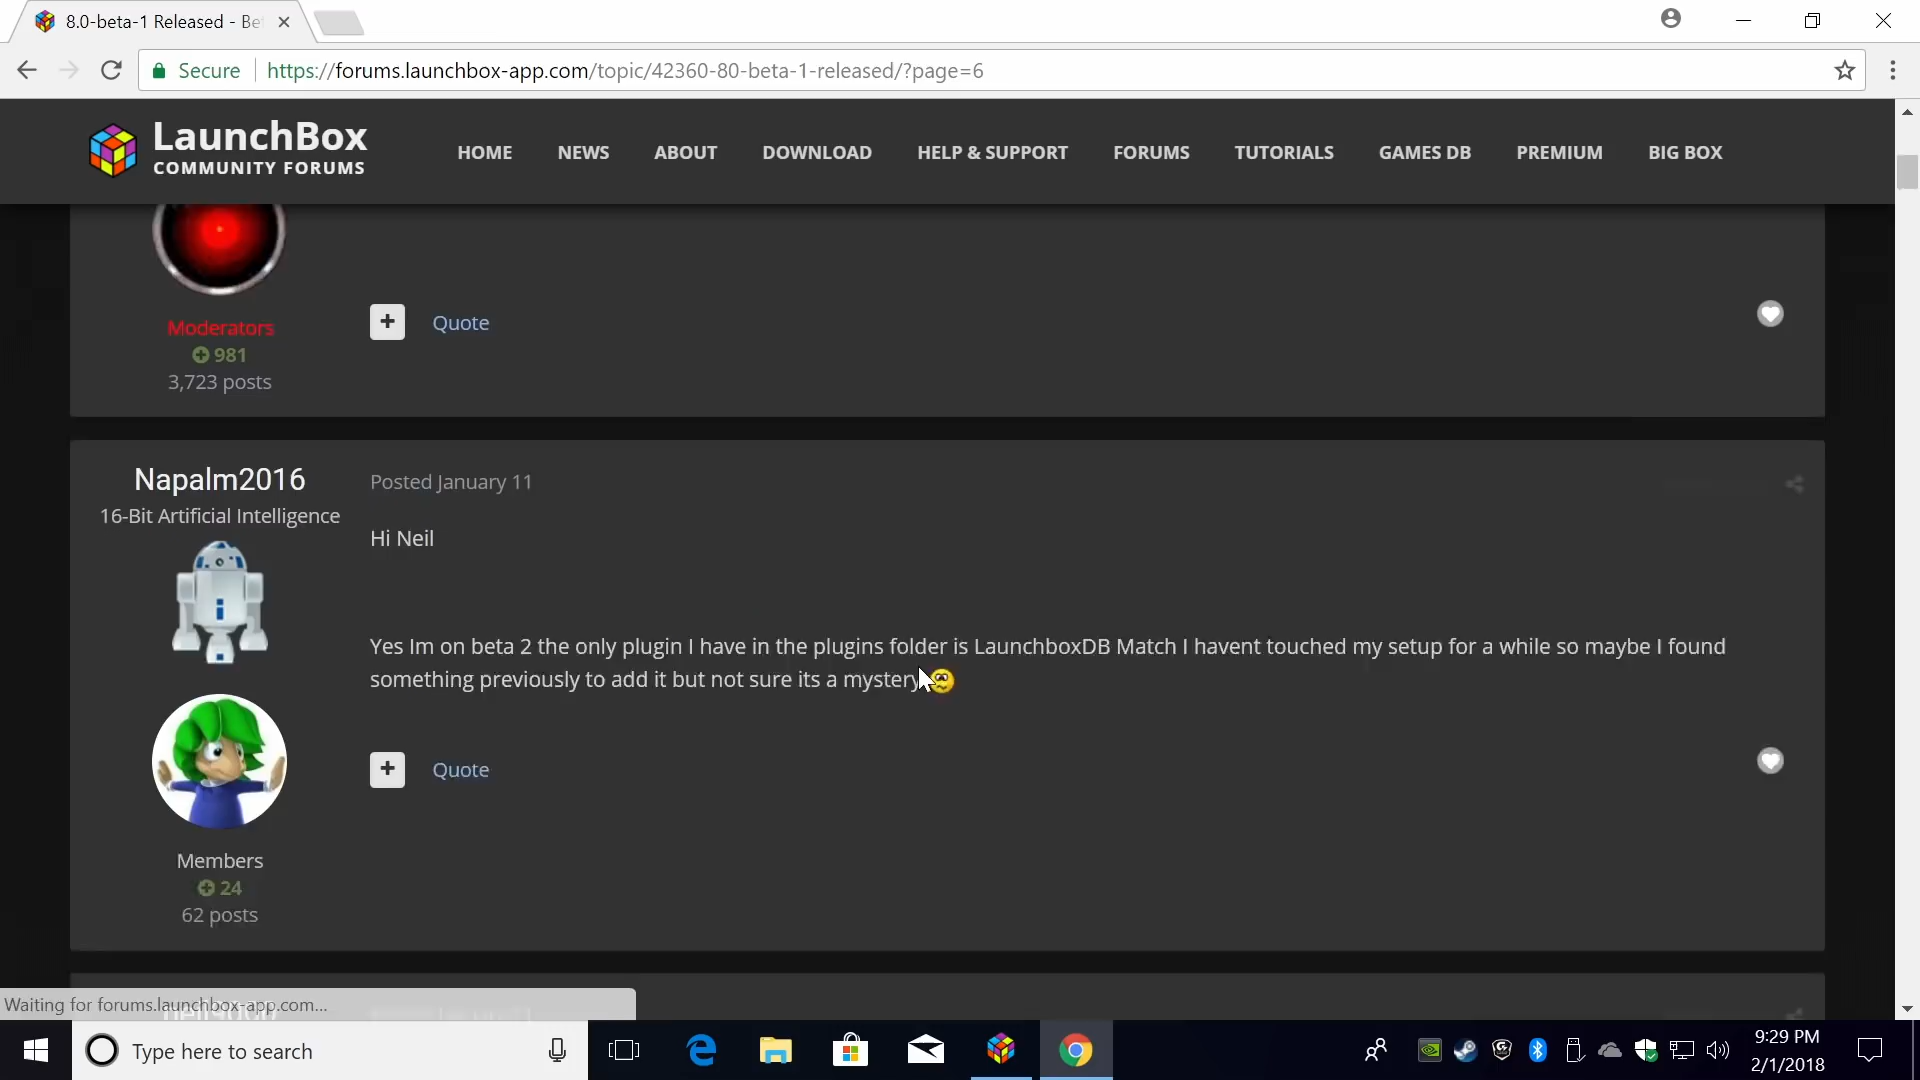 8.0-beta-1 Released - Be
Secure
https://forums.launchbox-app.com/topic/42360-80-beta-1-released/?page=6
LaunchBox
COMMUNITY FORUMS
HOME NEWS ABOUT DOWNLOAD HELP & SUPPORT FORUMS TUTORIALS GAMES DB PREMIUM BIG BOX
Quote
Moderators
981
3,723 posts
Napalm2016
16-Bit Artificial Intelligence
Members
24
62 posts
Posted January 11
Hi Neil
Yes Im on beta 2 the only plugin I have in the plugins folder is LaunchboxDB Match I havent touched my setup for a while so maybe I found
something previously to add it but not sure its a mystery
Quote
Waiting for forums.launchbox-app.com...
Type here to search
9:29 PM
2/1/2018